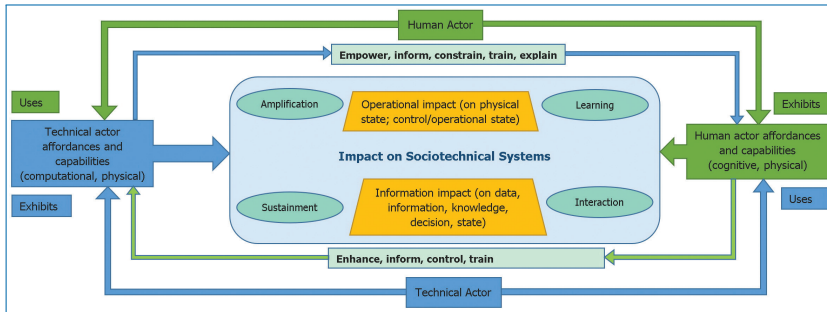 Human Actor
Empower, inform, constrain, train, explain
Uses
Exhibits
Amplification
Operational impact (on physical
state; control/operational state)
Learning
Technical actor
affordances and
capabilities
(computational, physical)
Impact on Sociotechnical Systems
Human actor affordances
and capabilities
(cognitive, physical)
Exhibits
Sustainment
Information impact (on data,
information, knowledge,
decision, state)
Interaction
Uses
Enhance, inform, control, train
Technical Actor